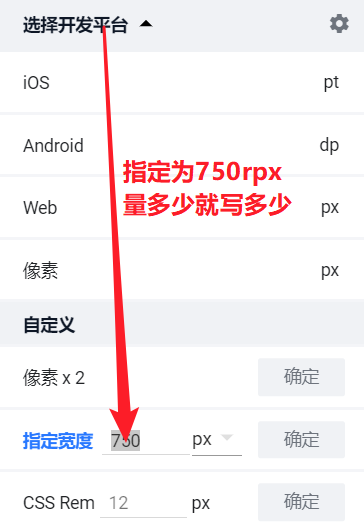 选择开发平台
iOS pt
Android dp
指定为750rpx
量多少就写多少
Web px
像素 px
自定义
像素 x 2 确定
指定宽度 750 px 确定
CSS Rem 12 px 确定